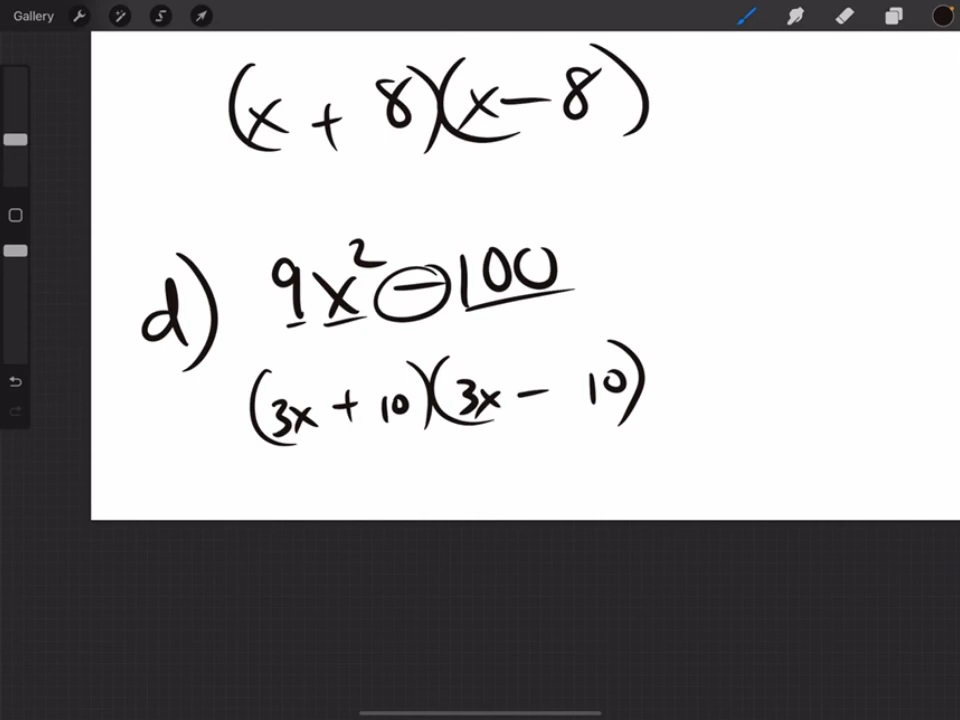 Gallery
(x + 8)(x - 8)
d) 9x² - 100
(3x + 10)(3x - 10)